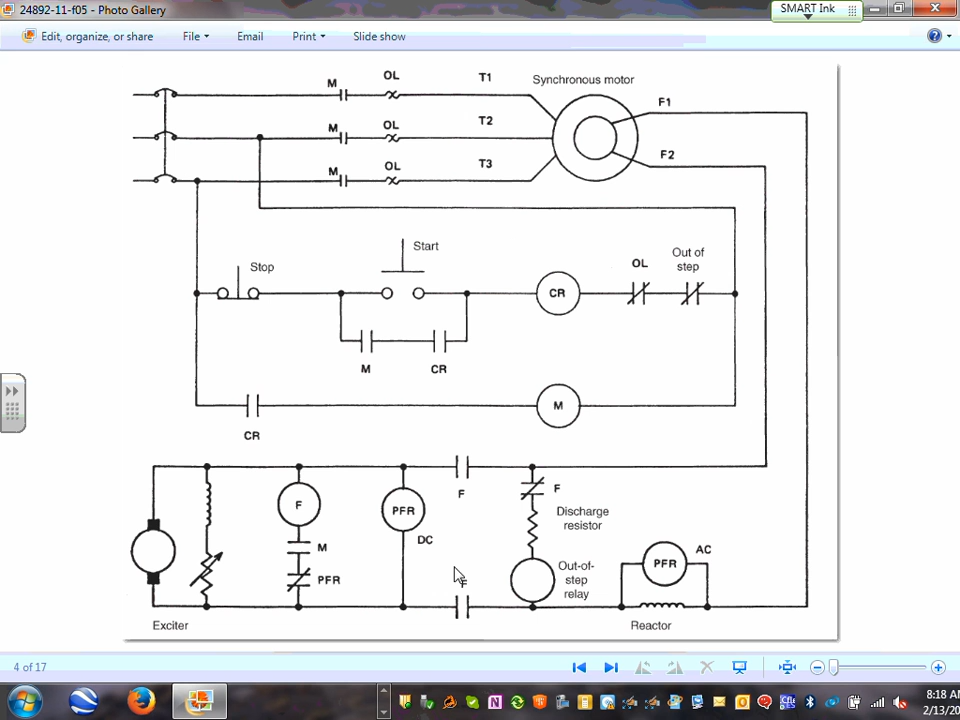 24892-11-f05 - Photo Gallery
SMART Ink
Edit, organize, or share
File
Email
Print
Slide show
M
OL
T1
Synchronous motor
F1
M
OL
T2
F2
M
OL
T3
Stop
Start
OL
Out of
step
CR
M
CR
CR
M
F
F
F
Discharge
resistor
PFR
DC
M
PFR
F
Out-of-
step
relay
PFR
AC
Exciter
Reactor
4 of 17
8:18 AM
2/13/20